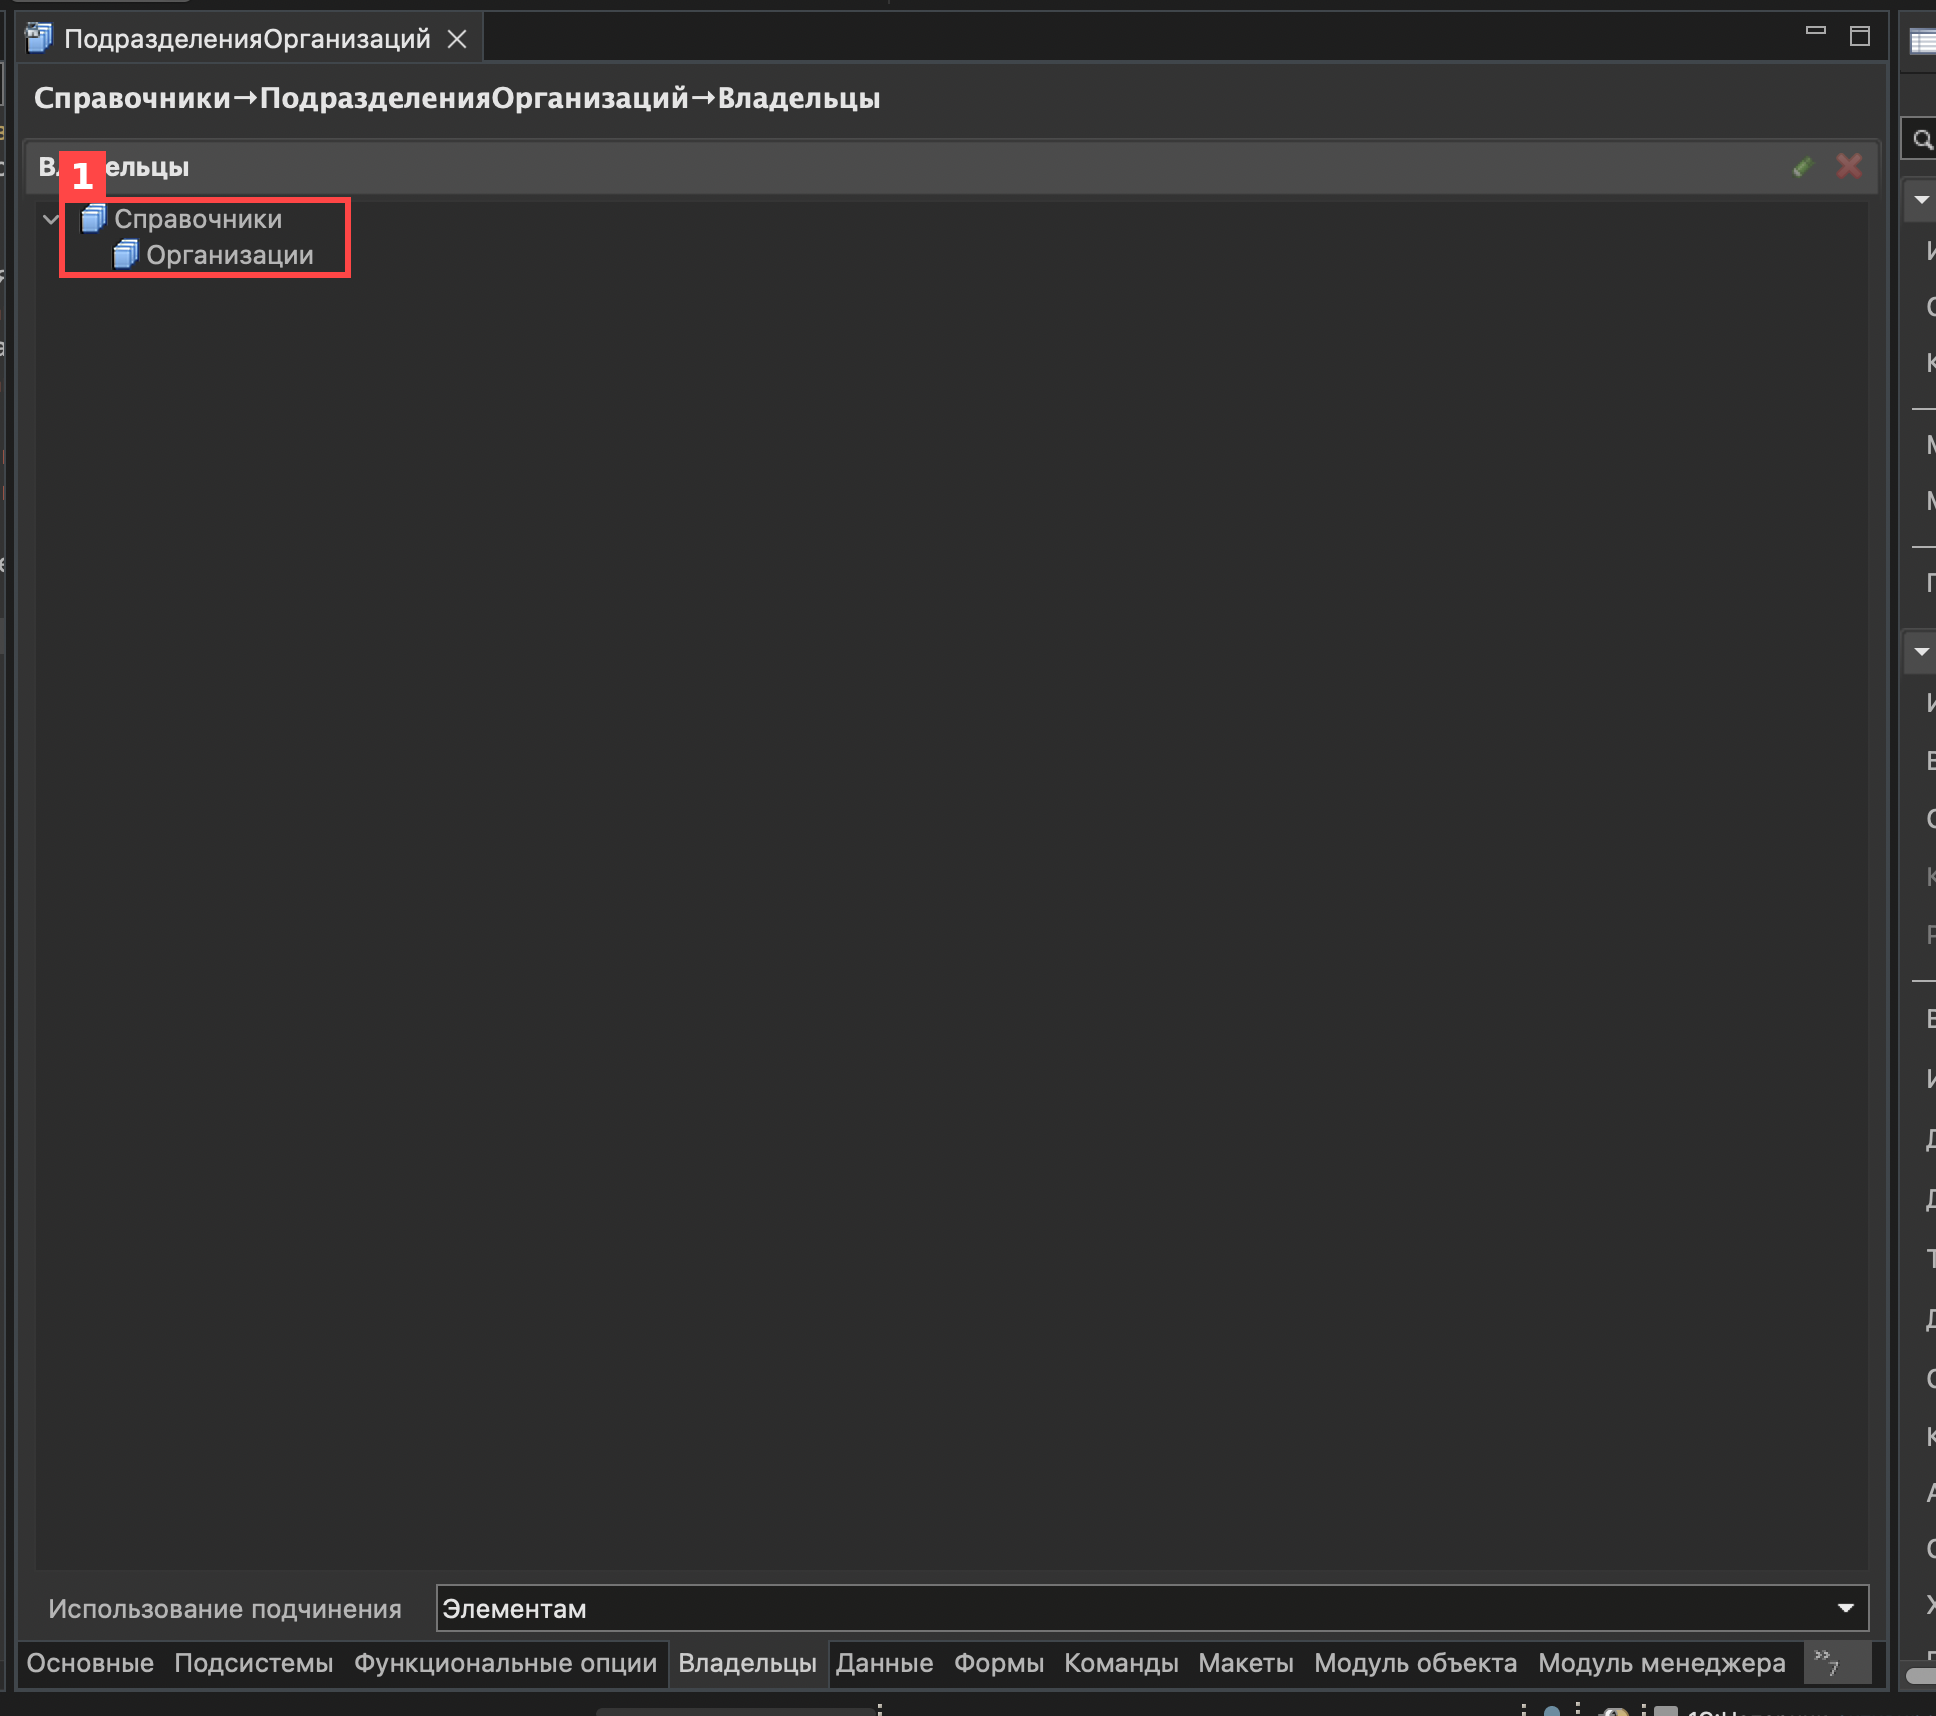 ПодразделенияОрганизаций
Справочники→ПодразделенияОрганизаций→Владельцы
1
Справочники
Организации
Использование подчинения Элементам
Основные Подсистемы Функциональные опции Владельцы Данные Формы Команды Макеты Модуль объекта Модуль менеджера »7